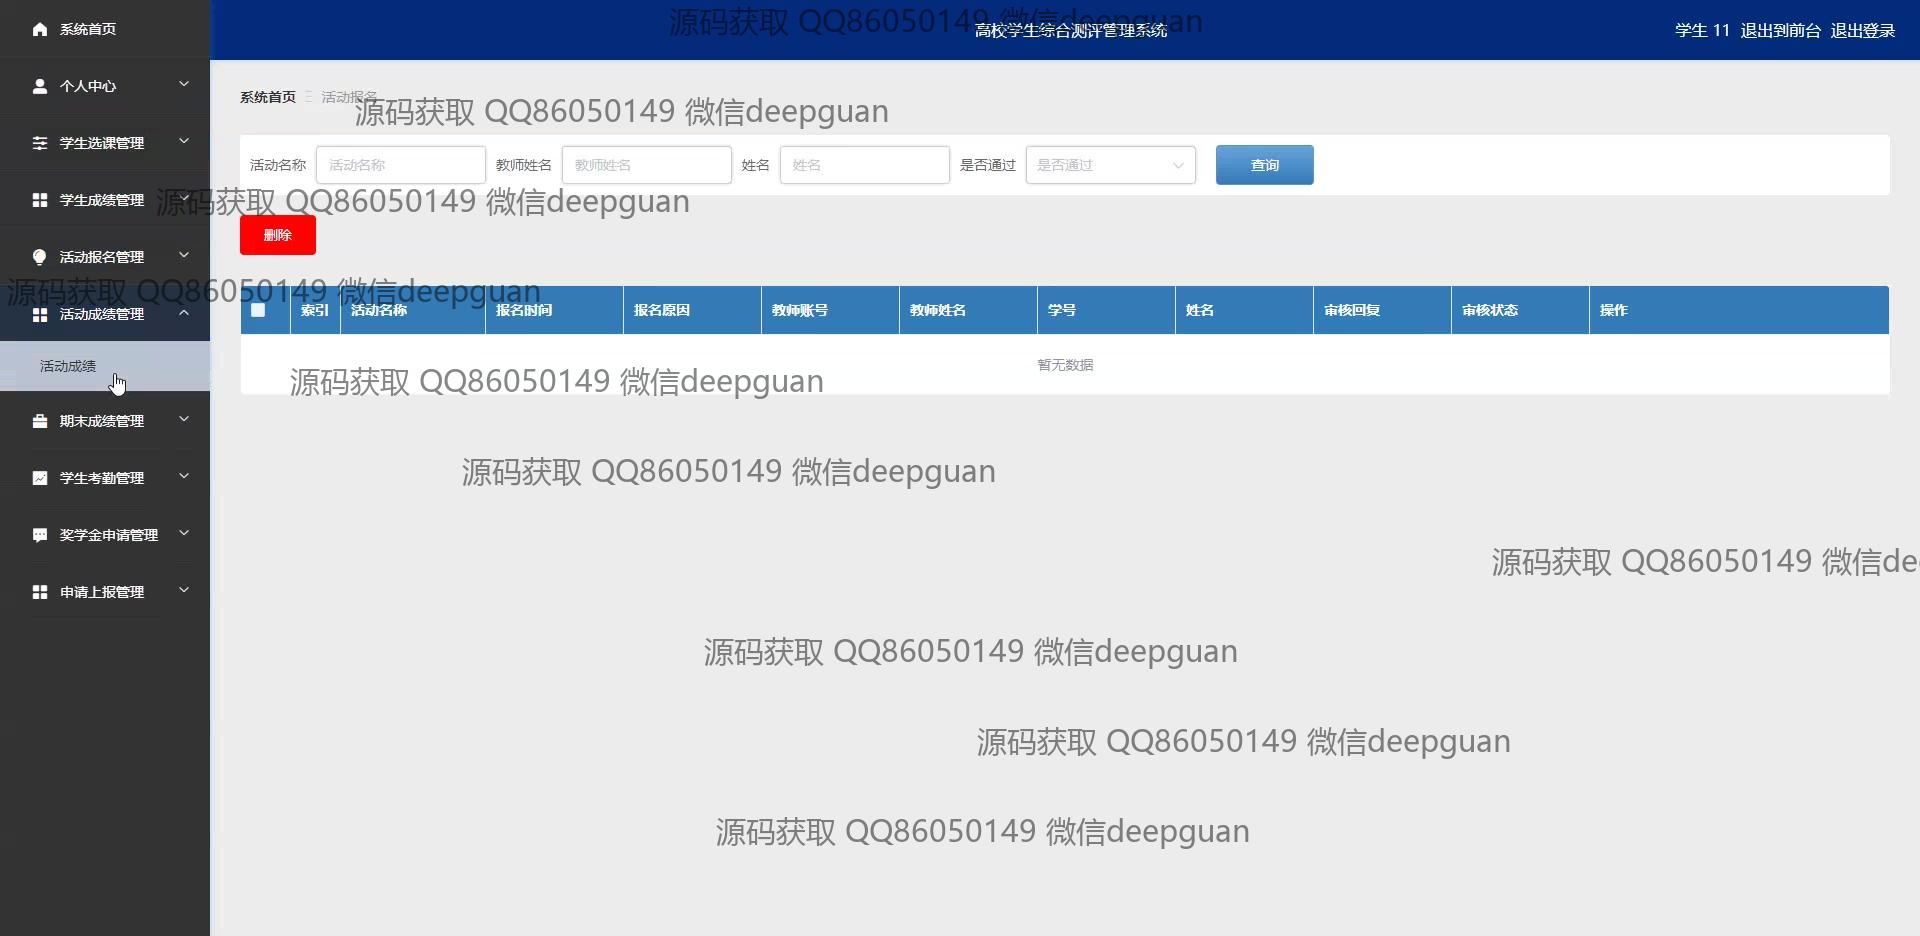 源码获取 QQ86050149 微信deepguan
高校学生综合测评管理系统
学生 11 退出到前台 退出登录
系统首页
个人中心
学生选课管理
学生成绩管理
活动报名管理
活动成绩管理
活动成绩
期末成绩管理
学生考勤管理
奖学金申请管理
申请上报管理
系统首页 活动报名
源码获取 QQ86050149 微信deepguan
活动名称 活动名称 教师姓名 教师姓名 姓名 姓名 是否通过 是否通过 查询
源码获取 QQ86050149 微信deepguan
删除
源码获取 QQ86050149 微信deepguan
索引 活动名称 报名时间 报名原因 教师账号 教师姓名 学号 姓名 审核回复 审核状态 操作
暂无数据
源码获取 QQ86050149 微信deepguan
源码获取 QQ86050149 微信deepguan
源码获取 QQ86050149 微信de
源码获取 QQ86050149 微信deepguan
源码获取 QQ86050149 微信deepguan
源码获取 QQ86050149 微信deepguan